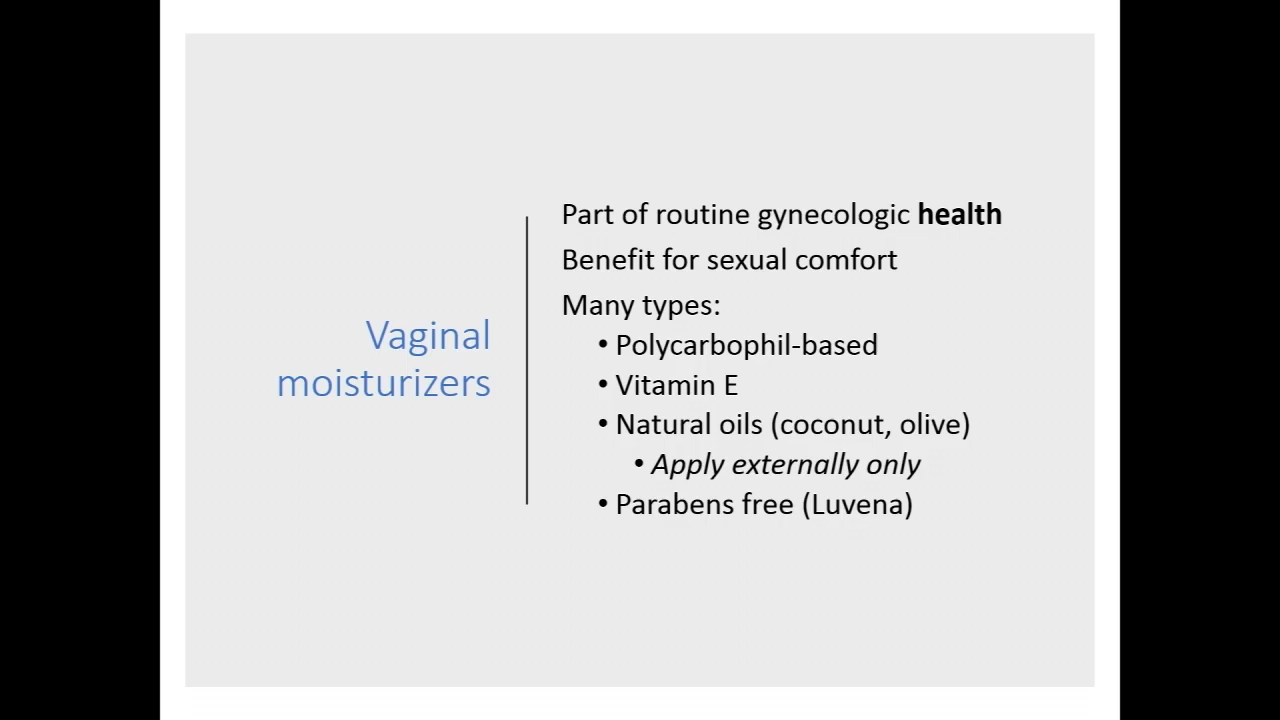 Vaginal
moisturizers
Part of routine gynecologic health
Benefit for sexual comfort
Many types:
• Polycarbophil-based
• Vitamin E
• Natural oils (coconut, olive)
• Apply externally only
• Parabens free (Luvena)